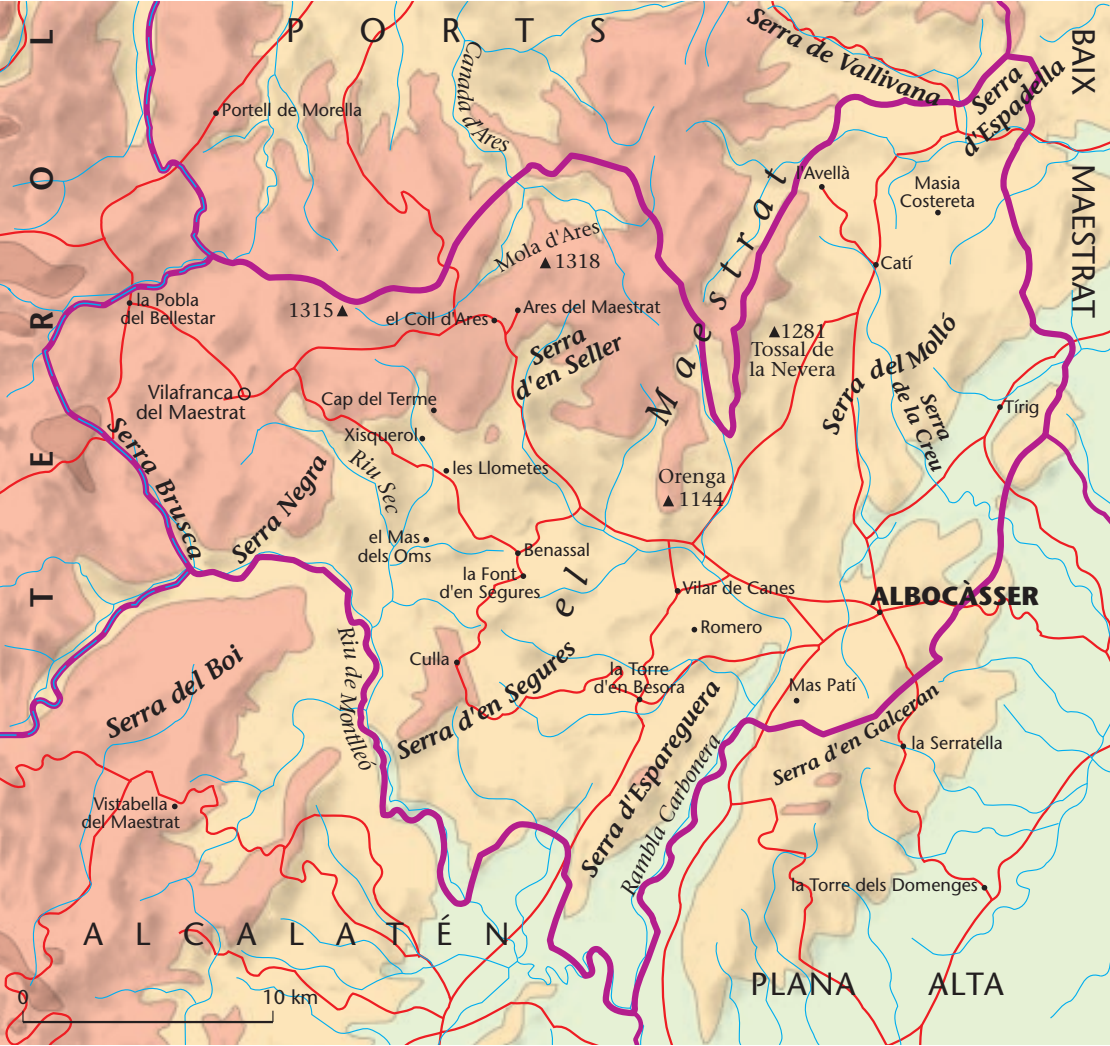 PORTS
TEROL
BAIX
MAESTRAT
Serra de Vallivana
Serra
d'Espadella
Canada d'Ares
Portell de Morella
l'Avellà
Masia
Costereta
Mola d'Ares
1318
Catí
la Pobla
del Bellestar
1315
el Coll d'Ares
Ares del Maestrat
Serra
d'en Seller
el Maestrat
1281
Tossal de
la Nevera
Serra del Molló
Serra
de la Creu
Tírig
Vilafranca
del Maestrat
Cap del Terme
Xisquerol
les Llometes
Riu Sec
Serra Brusca
Serra Negra
Orenga
1144
el Mas
dels Oms
Benassal
la Font
d'en Segures
Vilar de Canes
ALBOCÀSSER
Romero
Culla
la Torre
d'en Besora
Serra d'en Segures
Riu de Montlleó
Serra del Boi
Mas Patí
Serra d'Espareguera
Rambla Carbonera
Serra d'en Galceran
la Serratella
Vistabella
del Maestrat
la Torre dels Domenges
ALCALATÉN
PLANA ALTA
0 10 km